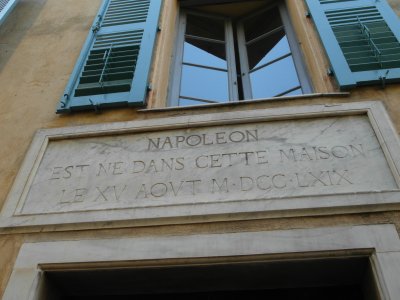 NAPOLEON
EST NE DANS CETTE MAISON
LE XV AOVT M·DCC·LXIX